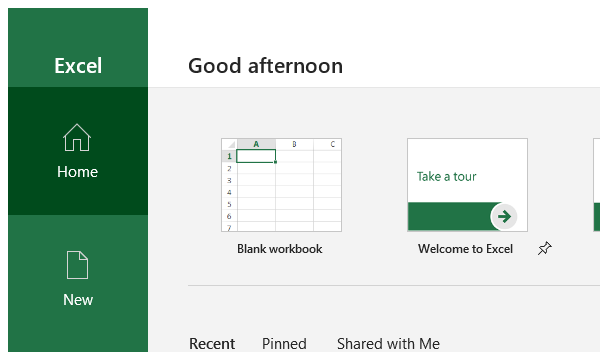 Excel
Good afternoon
Home
New
A B C
1
2
3
4
5
6
7
Take a tour
Blank workbook
Welcome to Excel
Recent Pinned Shared with Me